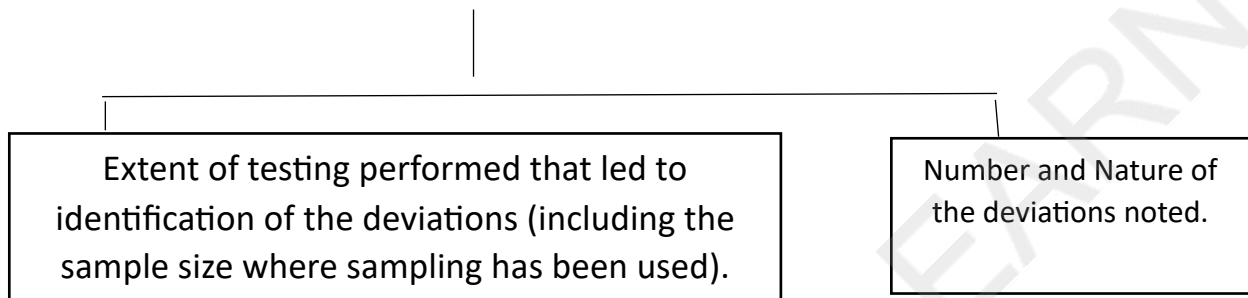 Extent of testing performed that led to
identification of the deviations (including the
sample size where sampling has been used).
Number and Nature of
the deviations noted.
EARN